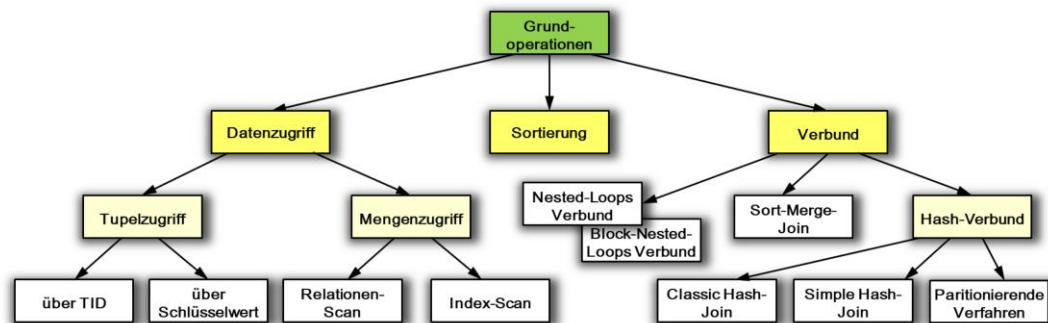 Grund-
operationen
Datenzugriff
Sortierung
Verbund
Tupelzugriff
Mengenzugriff
Nested-Loops
Verbund
Block-Nested-
Loops Verbund
Sort-Merge-
Join
Hash-Verbund
über TID
über
Schlüsselwert
Relationen-
Scan
Index-Scan
Classic Hash-
Join
Simple Hash-
Join
Paritionierende
Verfahren